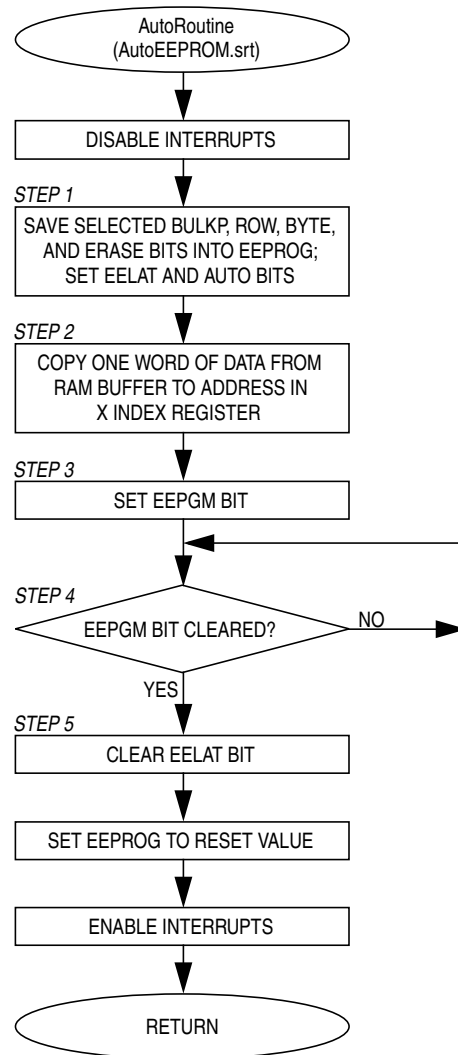 AutoRoutine
(AutoEEPROM.srt)
DISABLE INTERRUPTS
STEP 1
SAVE SELECTED BULKP, ROW, BYTE,
AND ERASE BITS INTO EEPROG;
SET EELAT AND AUTO BITS
STEP 2
COPY ONE WORD OF DATA FROM
RAM BUFFER TO ADDRESS IN
X INDEX REGISTER
STEP 3
SET EEPGM BIT
STEP 4
EEPGM BIT CLEARED?
NO
YES
STEP 5
CLEAR EELAT BIT
SET EEPROG TO RESET VALUE
ENABLE INTERRUPTS
RETURN